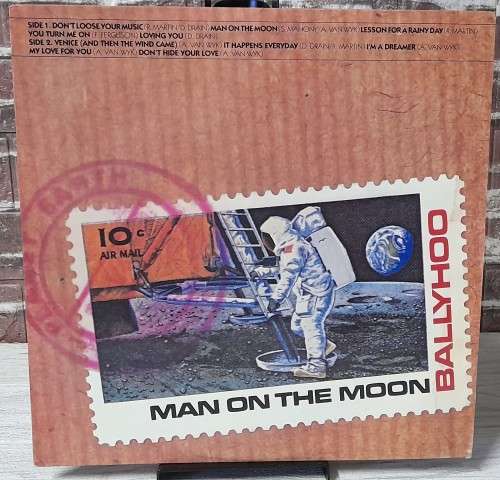 SIDE 1. DON'T LOOSE YOUR MUSIC (R. MARTIN / D. DRAIN) MAN ON THE MOON (S. MAHONY/A. VAN WYK) LESSON FOR A RAINY DAY (R. MARTIN)
YOU TURN ME ON (F. FERGUSSON) LOVING YOU (D. DRAIN)
SIDE 2. VENICE (AND THEN THE WIND CAME) (A. VAN WYK) IT HAPPENS EVERYDAY (D. DRAIN/R. MARTIN) I'M A DREAMER (A. VAN WYK)
MY LOVE FOR YOU (A. VAN WYK) DON'T HIDE YOUR LOVE (A. VAN WYK)
EARTH
10c
AIR MAIL
MAN ON THE MOON
BALLYHOO